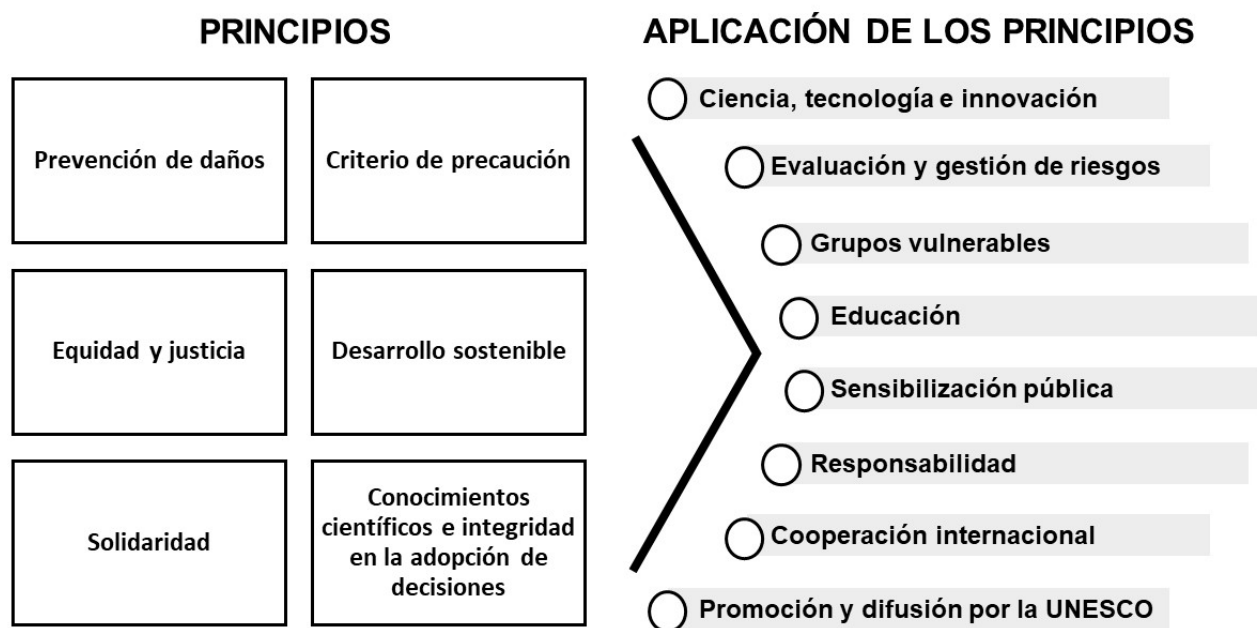 PRINCIPIOS
Prevención de daños
Criterio de precaución
Equidad y justicia
Desarrollo sostenible
Solidaridad
Conocimientos
científicos e integridad
en la adopción de
decisiones
APLICACIÓN DE LOS PRINCIPIOS
Ciencia, tecnología e innovación
Evaluación y gestión de riesgos
Grupos vulnerables
Educación
Sensibilización pública
Responsabilidad
Cooperación internacional
Promoción y difusión por la UNESCO